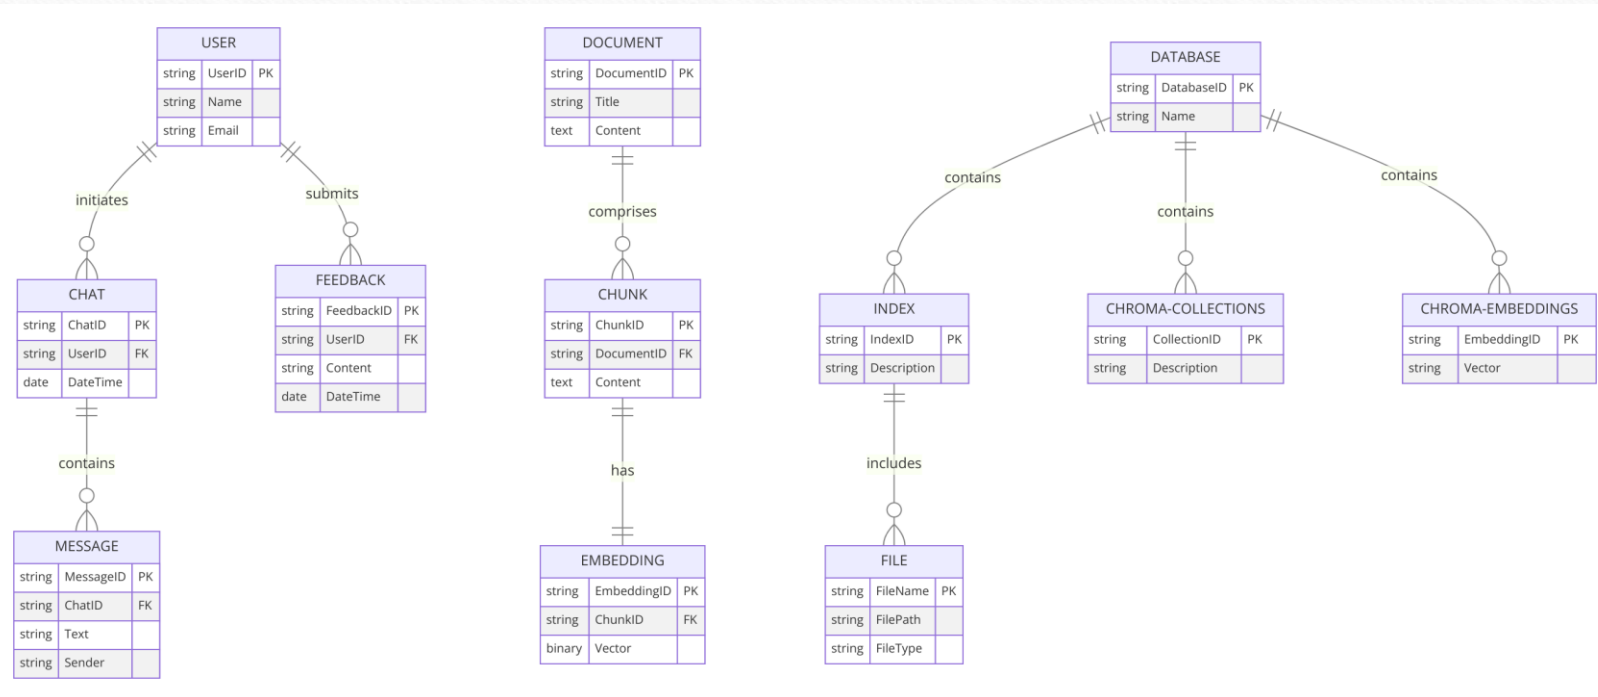 USER
string UserID PK
string Name
string Email
initiates
submits
CHAT
string ChatID PK
string UserID FK
date DateTime
FEEDBACK
string FeedbackID PK
string UserID FK
string Content
date DateTime
contains
MESSAGE
string MessageID PK
string ChatID FK
string Text
string Sender
DOCUMENT
string DocumentID PK
string Title
text Content
comprises
CHUNK
string ChunkID PK
string DocumentID FK
text Content
has
EMBEDDING
string EmbeddingID PK
string ChunkID FK
binary Vector
DATABASE
string DatabaseID PK
string Name
contains
contains
contains
INDEX
string IndexID PK
string Description
CHROMA-COLLECTIONS
string CollectionID PK
string Description
CHROMA-EMBEDDINGS
string EmbeddingID PK
string Vector
includes
FILE
string FileName PK
string FilePath
string FileType